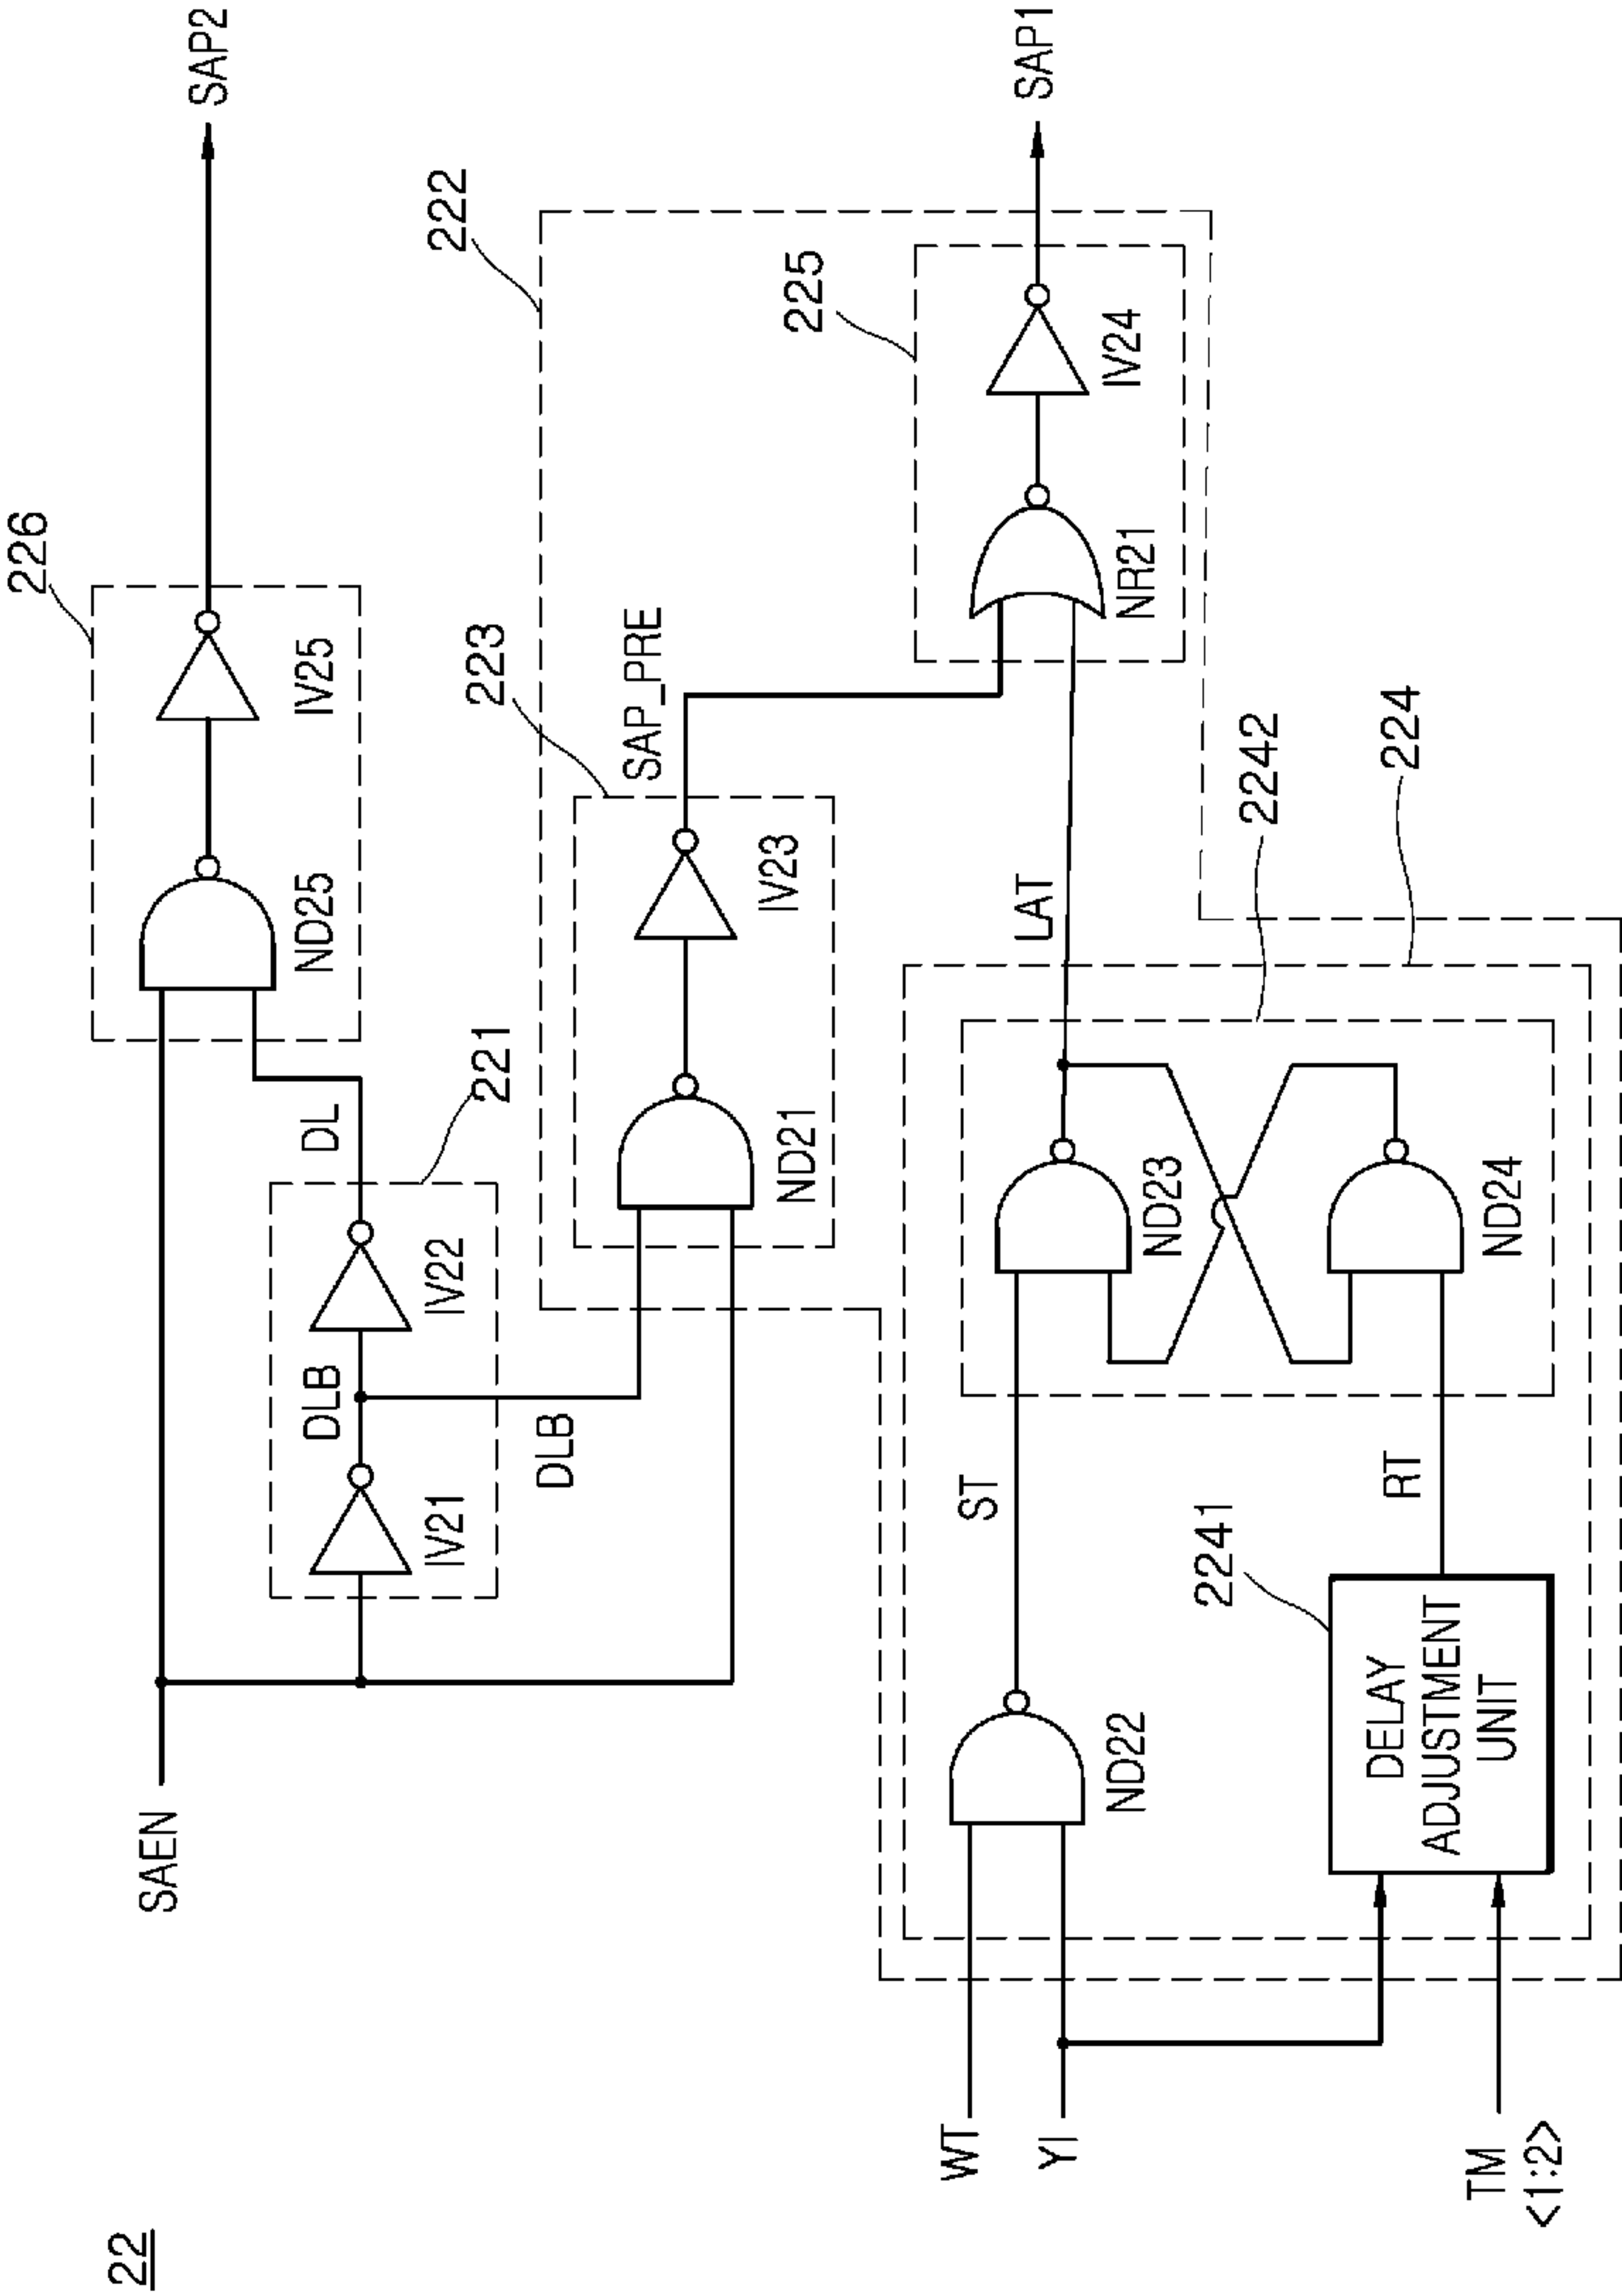 22
SAEN
SAP2
226
ND25
IV25
DL
221
DLB
IV21
IV22
DLB
222
223
ND21
IV23
SAP_PRE
225
NR21
IV24
SAP1
LAT
2242
224
WT
YI
ND22
ST
ND23
ND24
2241
DELAY
ADJUSTMENT
UNIT
RT
TM
<1:2>